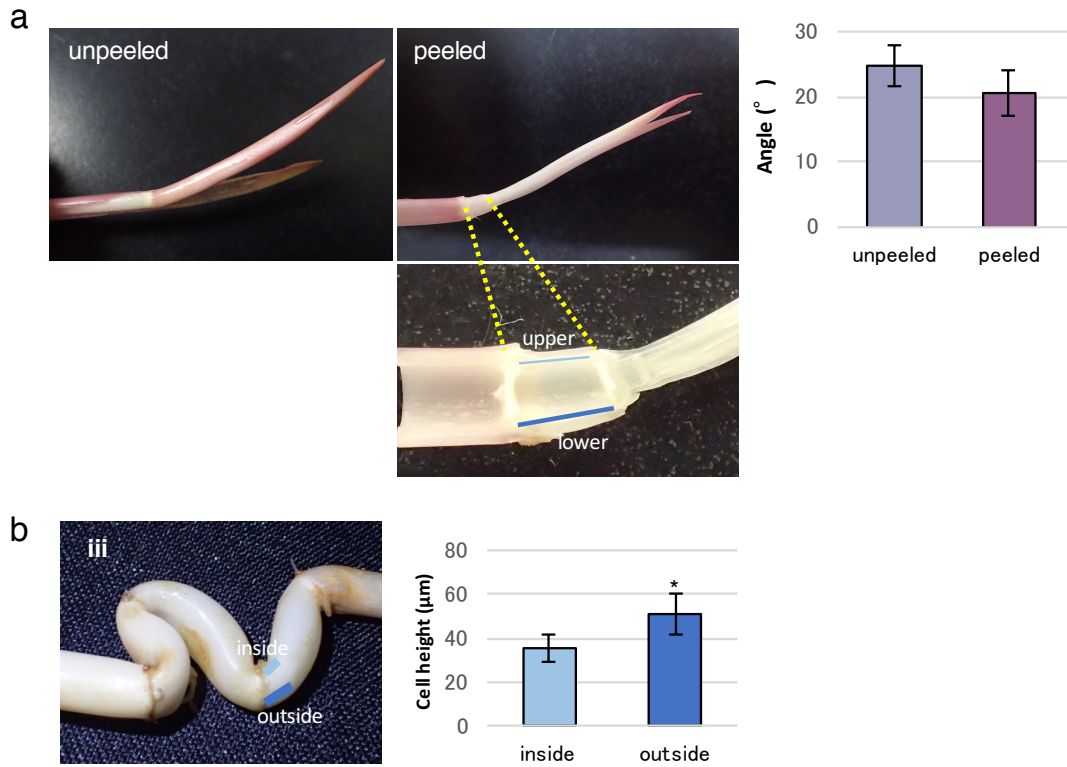 a
unpeeled
peeled
upper
lower
30
20
10
0
Angle (° )
unpeeled
peeled
b
iii
inside
outside
80
60
40
20
0
Cell height (μm)
*
inside
outside